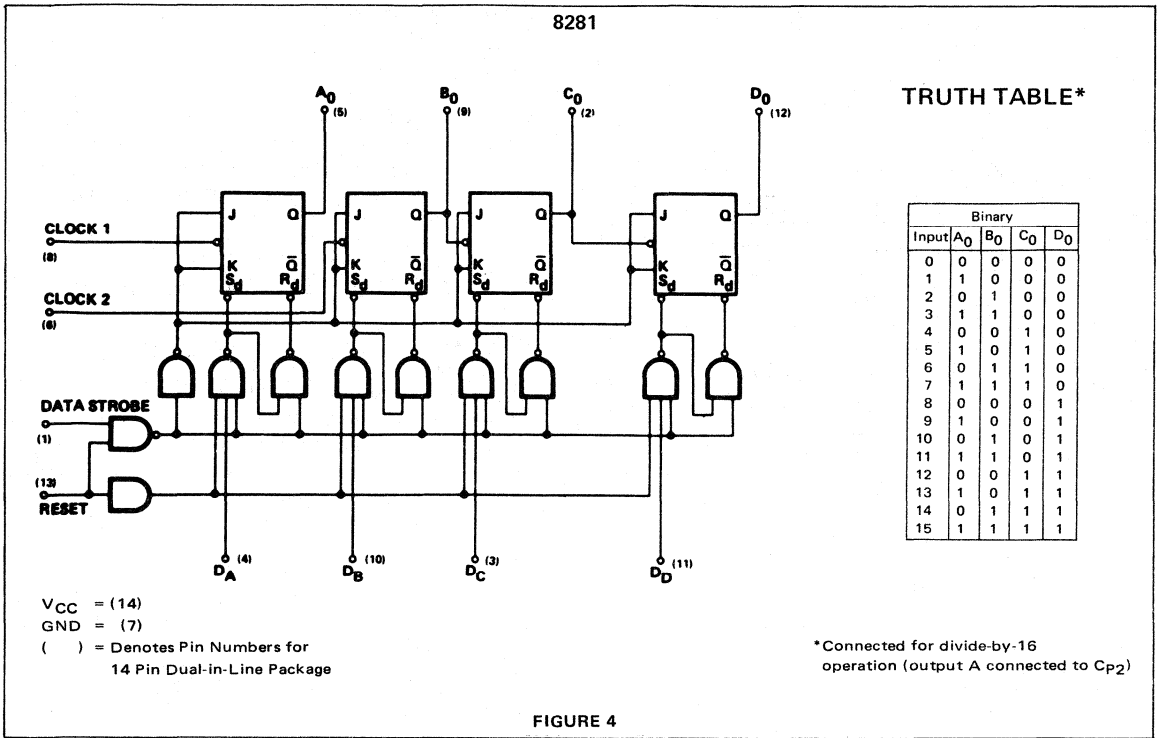 8281
A0
(5)
B0
(9)
C0
(2)
D0
(12)
TRUTH TABLE*
J Q
K Q̅
Sd Rd
J Q
K Q̅
Sd Rd
J Q
K Q̅
Sd Rd
J Q
K Q̅
Sd Rd
CLOCK 1
(8)
CLOCK 2
(6)
DATA STROBE
(1)
(13)
RESET
DA (4)
DB (10)
DC (3)
DD (11)
Binary
Input A0 B0 C0 D0
0 0 0 0 0
1 1 0 0 0
2 0 1 0 0
3 1 1 0 0
4 0 0 1 0
5 1 0 1 0
6 0 1 1 0
7 1 1 1 0
8 0 0 0 1
9 1 0 0 1
10 0 1 0 1
11 1 1 0 1
12 0 0 1 1
13 1 0 1 1
14 0 1 1 1
15 1 1 1 1
VCC = (14)
GND = (7)
( ) = Denotes Pin Numbers for
14 Pin Dual-in-Line Package
*Connected for divide-by-16
operation (output A connected to CP2)
FIGURE 4